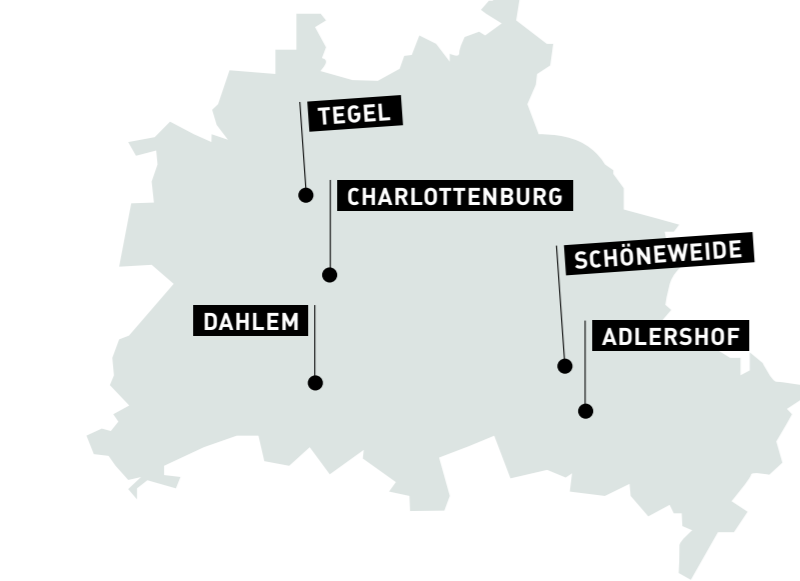 TEGEL
CHARLOTTENBURG
SCHÖNEWEIDE
DAHLEM
ADLERSHOF